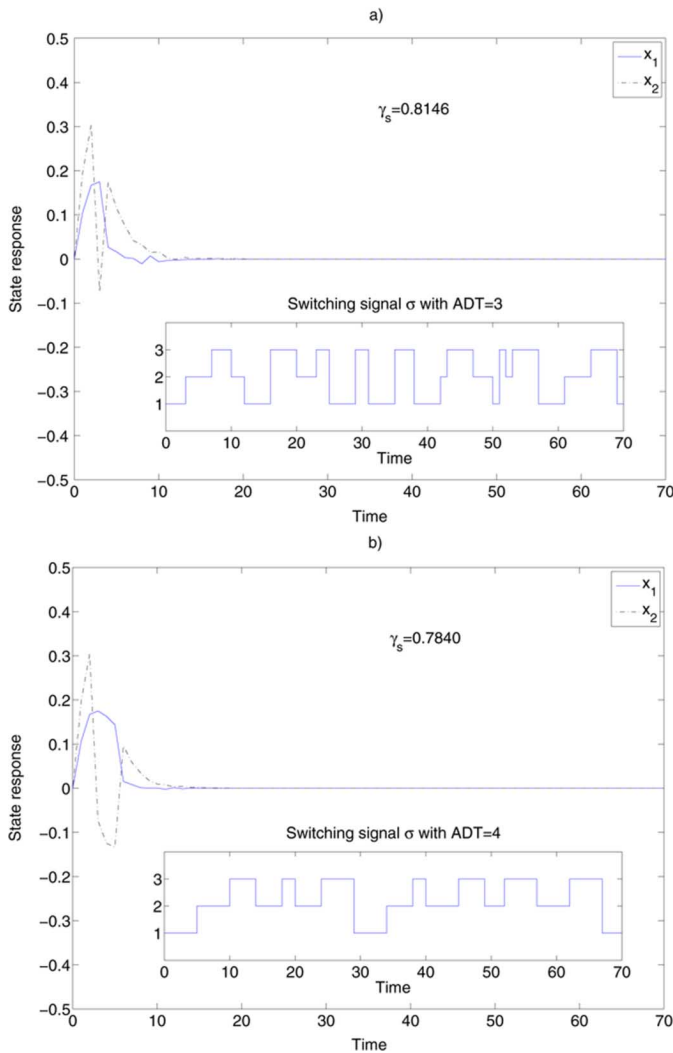 a)
0.5
0.4
0.3
0.2
0.1
0
−0.1
−0.2
−0.3
−0.4
−0.5
State response
x1
x2
γs=0.8146
Switching signal σ with ADT=3
3
2
1
0 10 20 30 40 50 60 70
Time
0 10 20 30 40 50 60 70
Time
b)
0.5
0.4
0.3
0.2
0.1
0
−0.1
−0.2
−0.3
−0.4
−0.5
State response
x1
x2
γs=0.7840
Switching signal σ with ADT=4
3
2
1
0 10 20 30 40 50 60 70
Time
0 10 20 30 40 50 60 70
Time